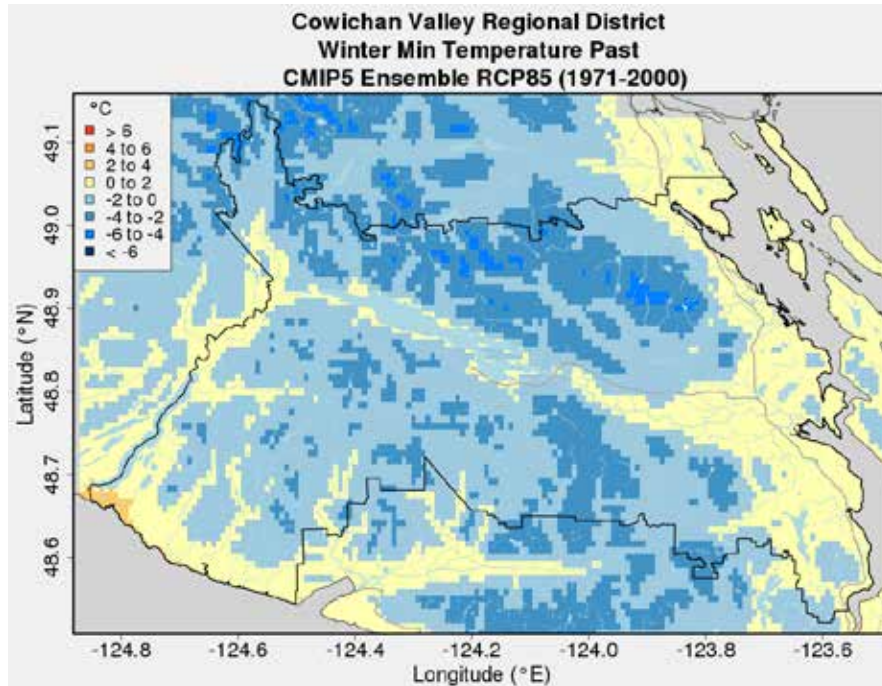 Cowichan Valley Regional District
Winter Min Temperature Past
CMIP5 Ensemble RCP85 (1971-2000)
°C
> 6
4 to 6
2 to 4
0 to 2
-2 to 0
-4 to -2
-6 to -4
< -6
Latitude (°N)
49.1
49.0
48.9
48.8
48.7
48.6
-124.8
-124.6
-124.4
-124.2
-124.0
-123.8
-123.6
Longitude (°E)